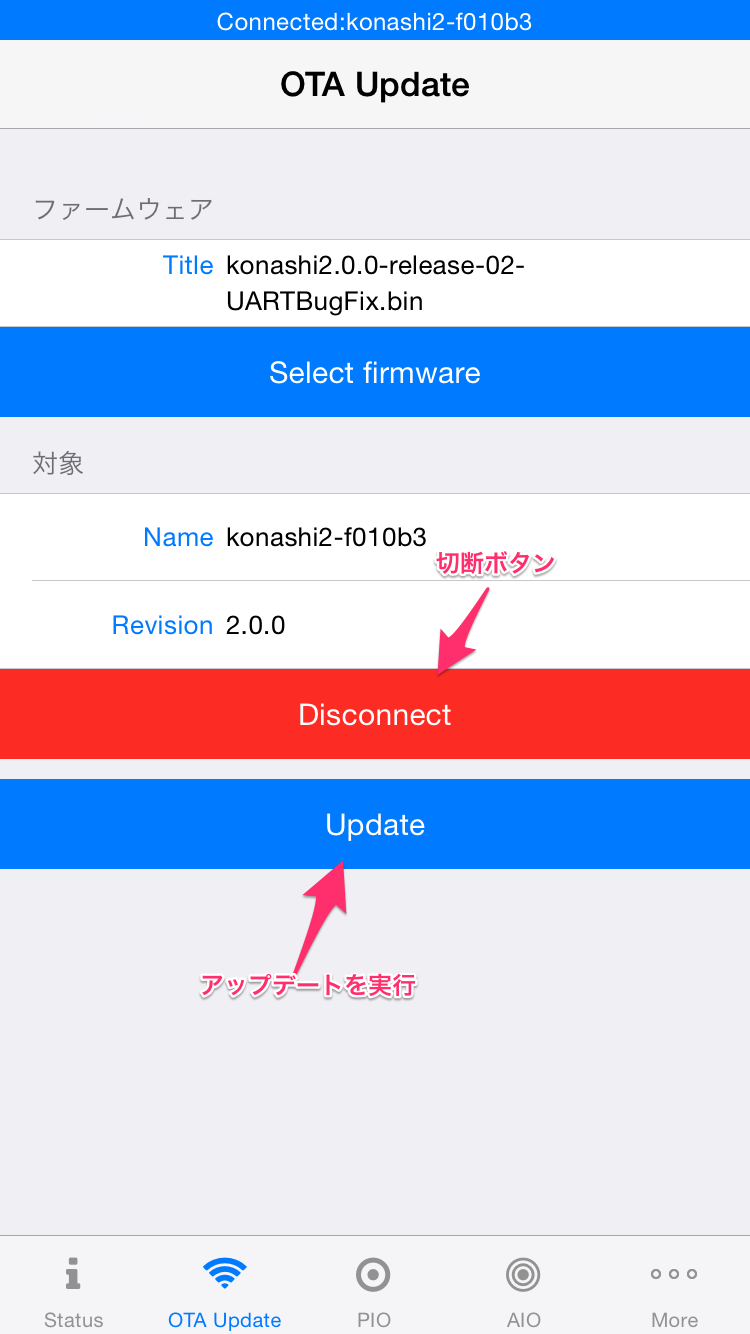 Connected:konashi2-f010b3
OTA Update
ファームウェア
Title konashi2.0.0-release-02-
UARTBugFix.bin
Select firmware
対象
Name konashi2-f010b3
切断ボタン
Revision 2.0.0
Disconnect
Update
アップデートを実行
Status
OTA Update
PIO
AIO
More